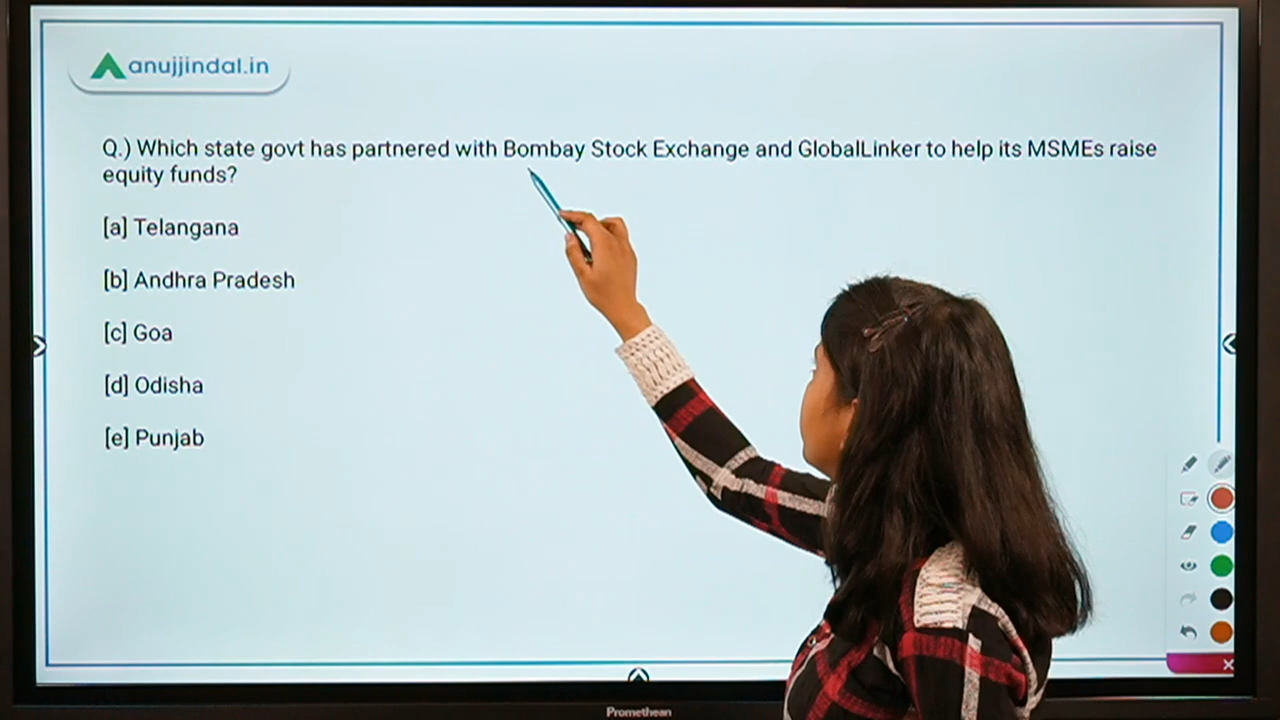 anujjindal.in
Q.) Which state govt has partnered with Bombay Stock Exchange and GlobalLinker to help its MSMEs raise
equity funds?
[a] Telangana
[b] Andhra Pradesh
[c] Goa
[d] Odisha
[e] Punjab
Promethean